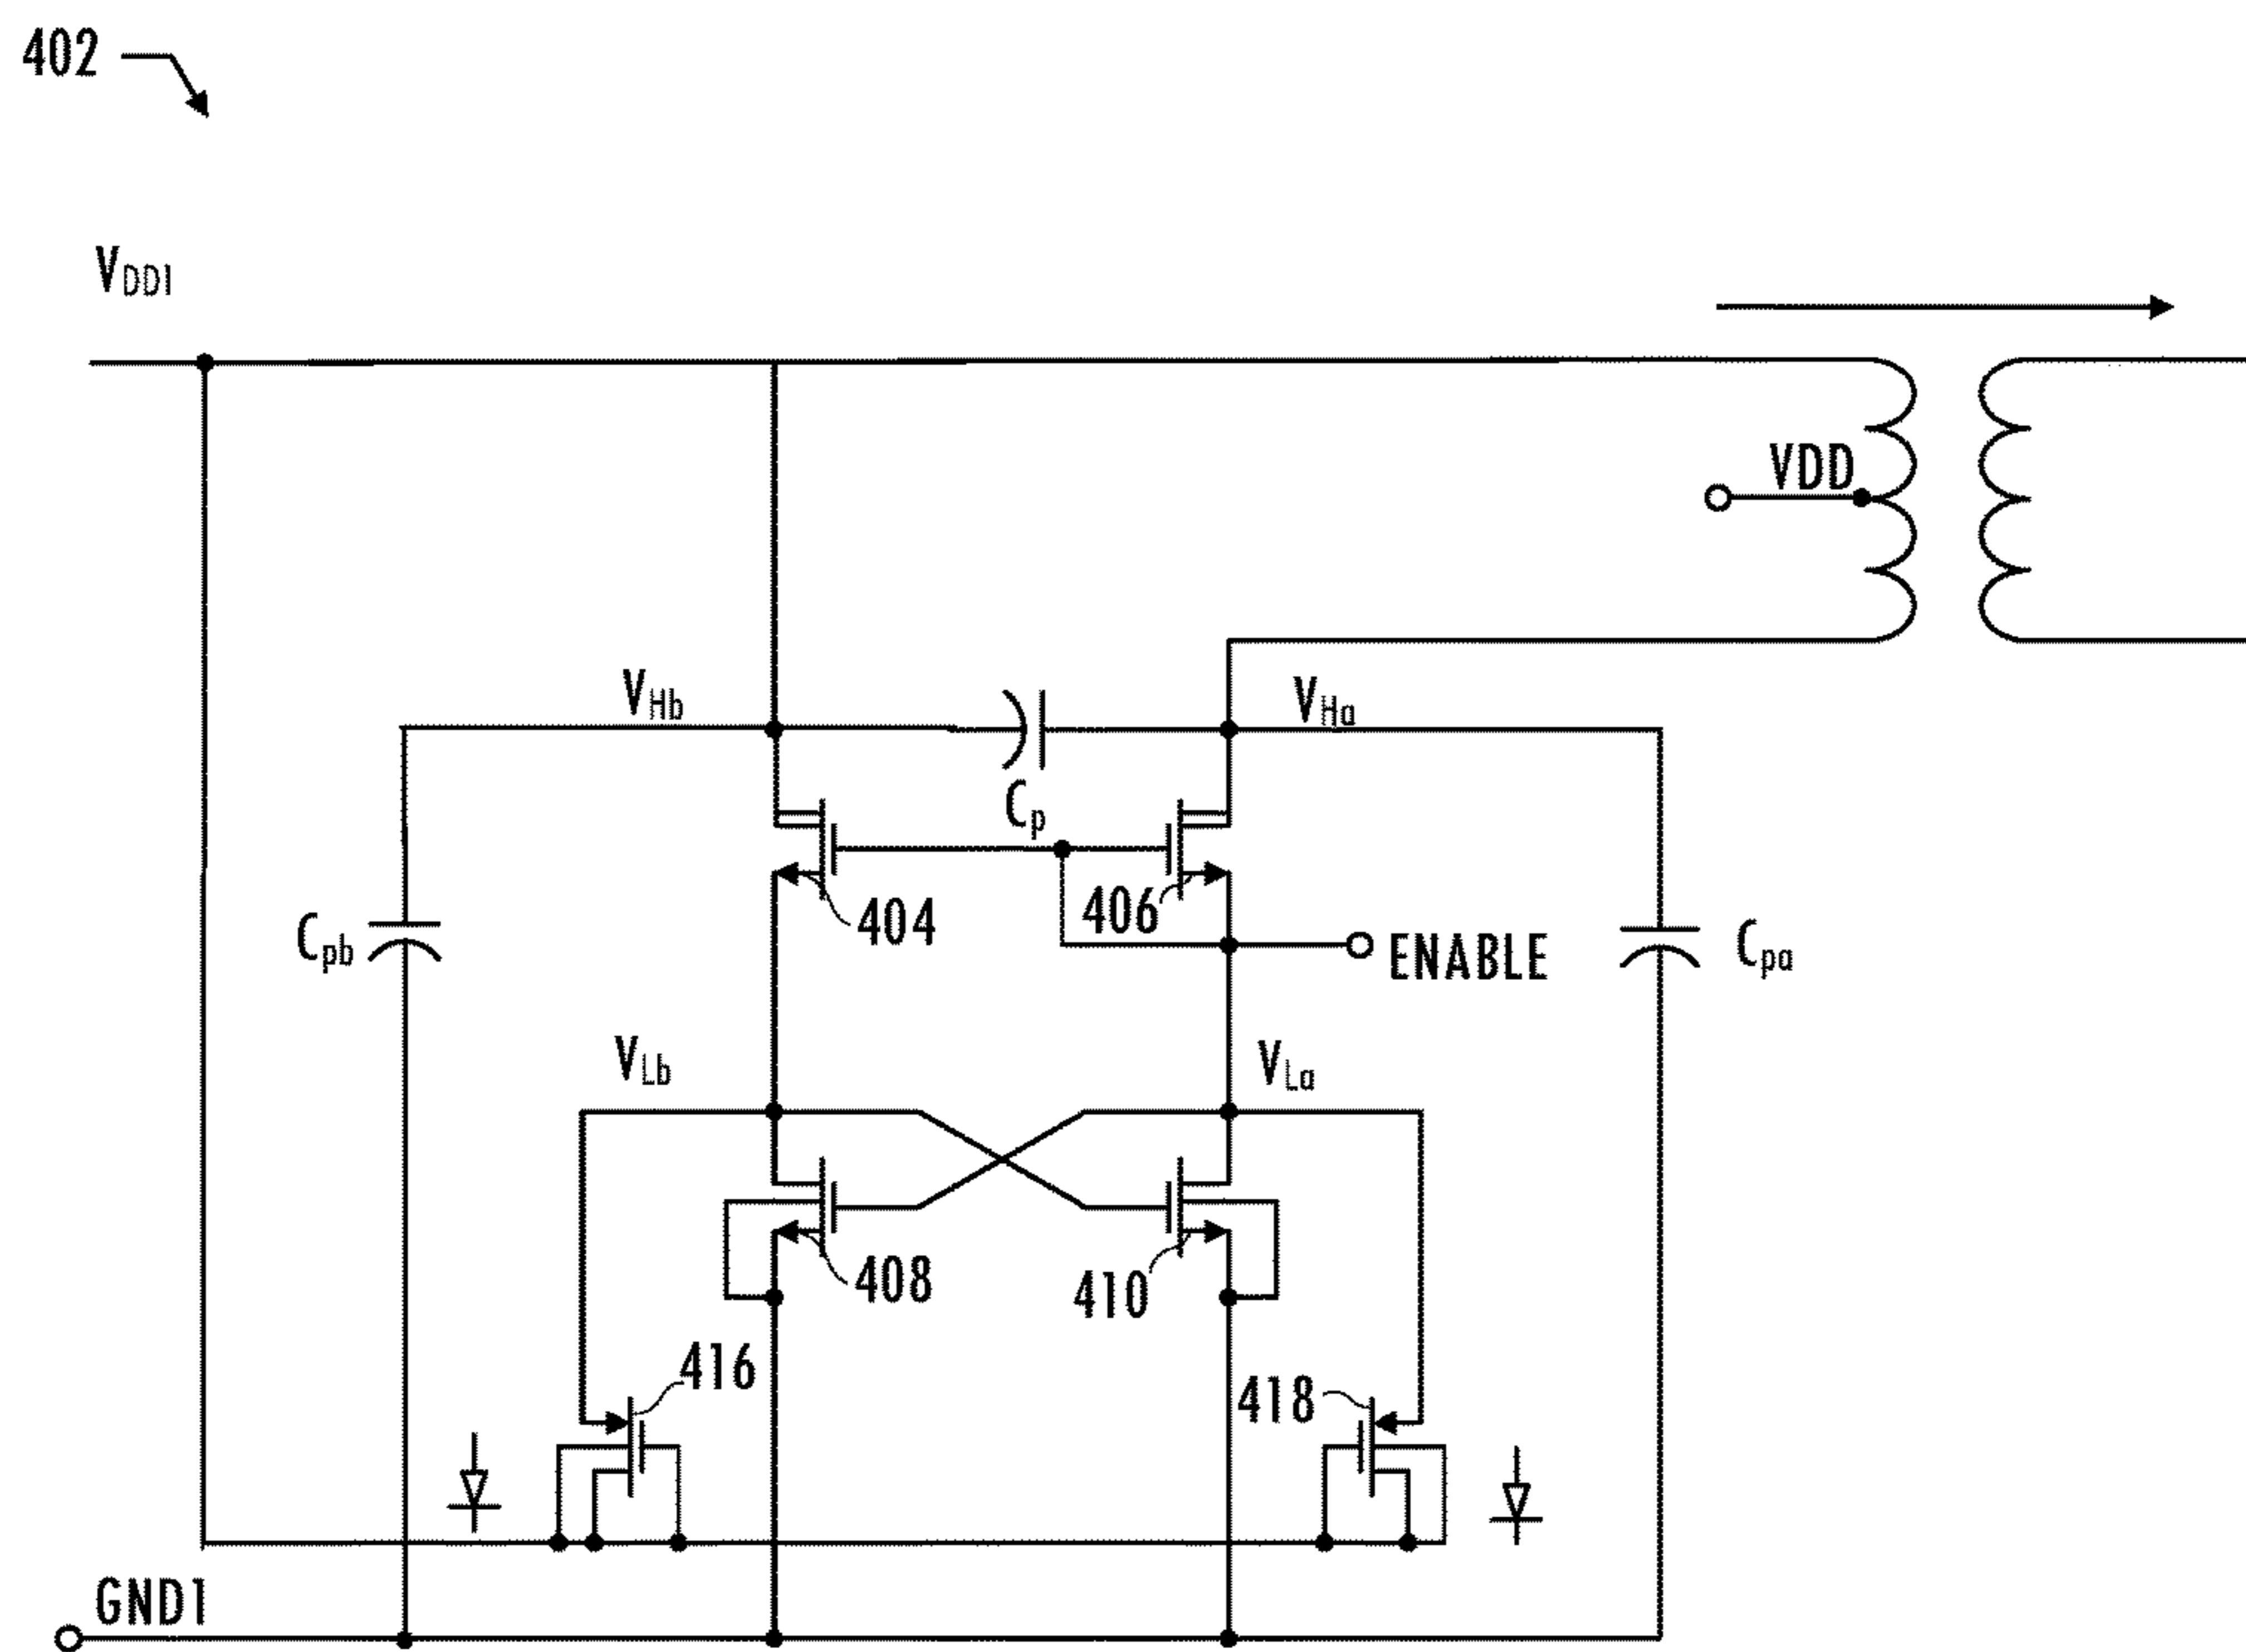 402
VDD1
VDD
VHb
VHa
Cp
404
406
Cpb
ENABLE
Cpa
VLb
VLa
408
410
416
418
GND1